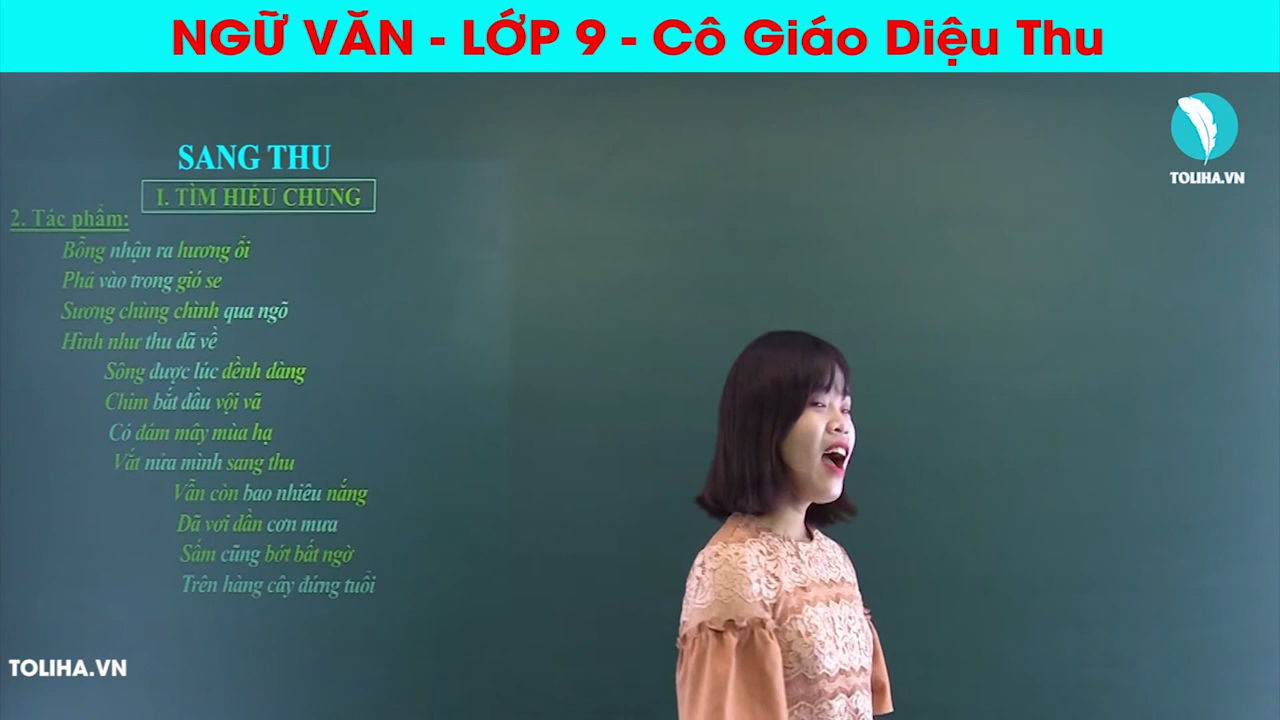 NGỮ VĂN - LỚP 9 - Cô Giáo Diệu Thu
TOLIHA.VN
SANG THU
I. TÌM HIỂU CHUNG
2. Tác phẩm:
Bỗng nhận ra hương ổi
Phả vào trong gió se
Sương chùng chình qua ngõ
Hình như thu đã về
Sông được lúc dềnh dàng
Chim bắt đầu vội vã
Có đám mây mùa hạ
Vắt nửa mình sang thu
Vẫn còn bao nhiêu nắng
Đã vơi dần cơn mưa
Sấm cũng bớt bất ngờ
Trên hàng cây đứng tuổi
TOLIHA.VN